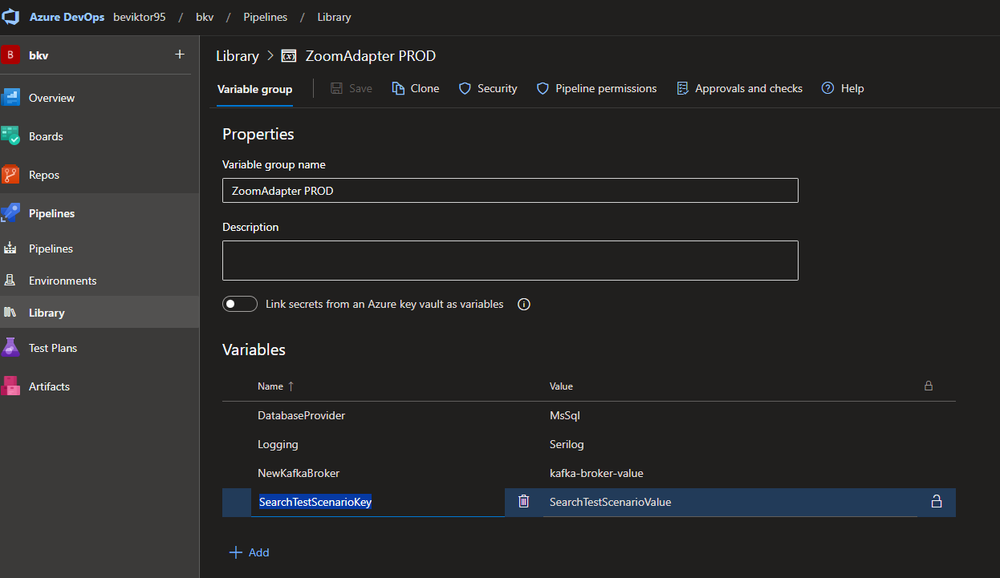 Azure DevOps beviktor95 / bkv / Pipelines / Library
B bkv +
Overview
Boards
Repos
Pipelines
Pipelines
Environments
Library
Test Plans
Artifacts
Library > (x) ZoomAdapter PROD
Variable group Save Clone Security Pipeline permissions Approvals and checks ? Help
Properties
Variable group name
ZoomAdapter PROD
Description
Link secrets from an Azure key vault as variables i
Variables
Name ↑ Value
DatabaseProvider MsSql
Logging Serilog
NewKafkaBroker kafka-broker-value
SearchTestScenarioKey SearchTestScenarioValue
+ Add